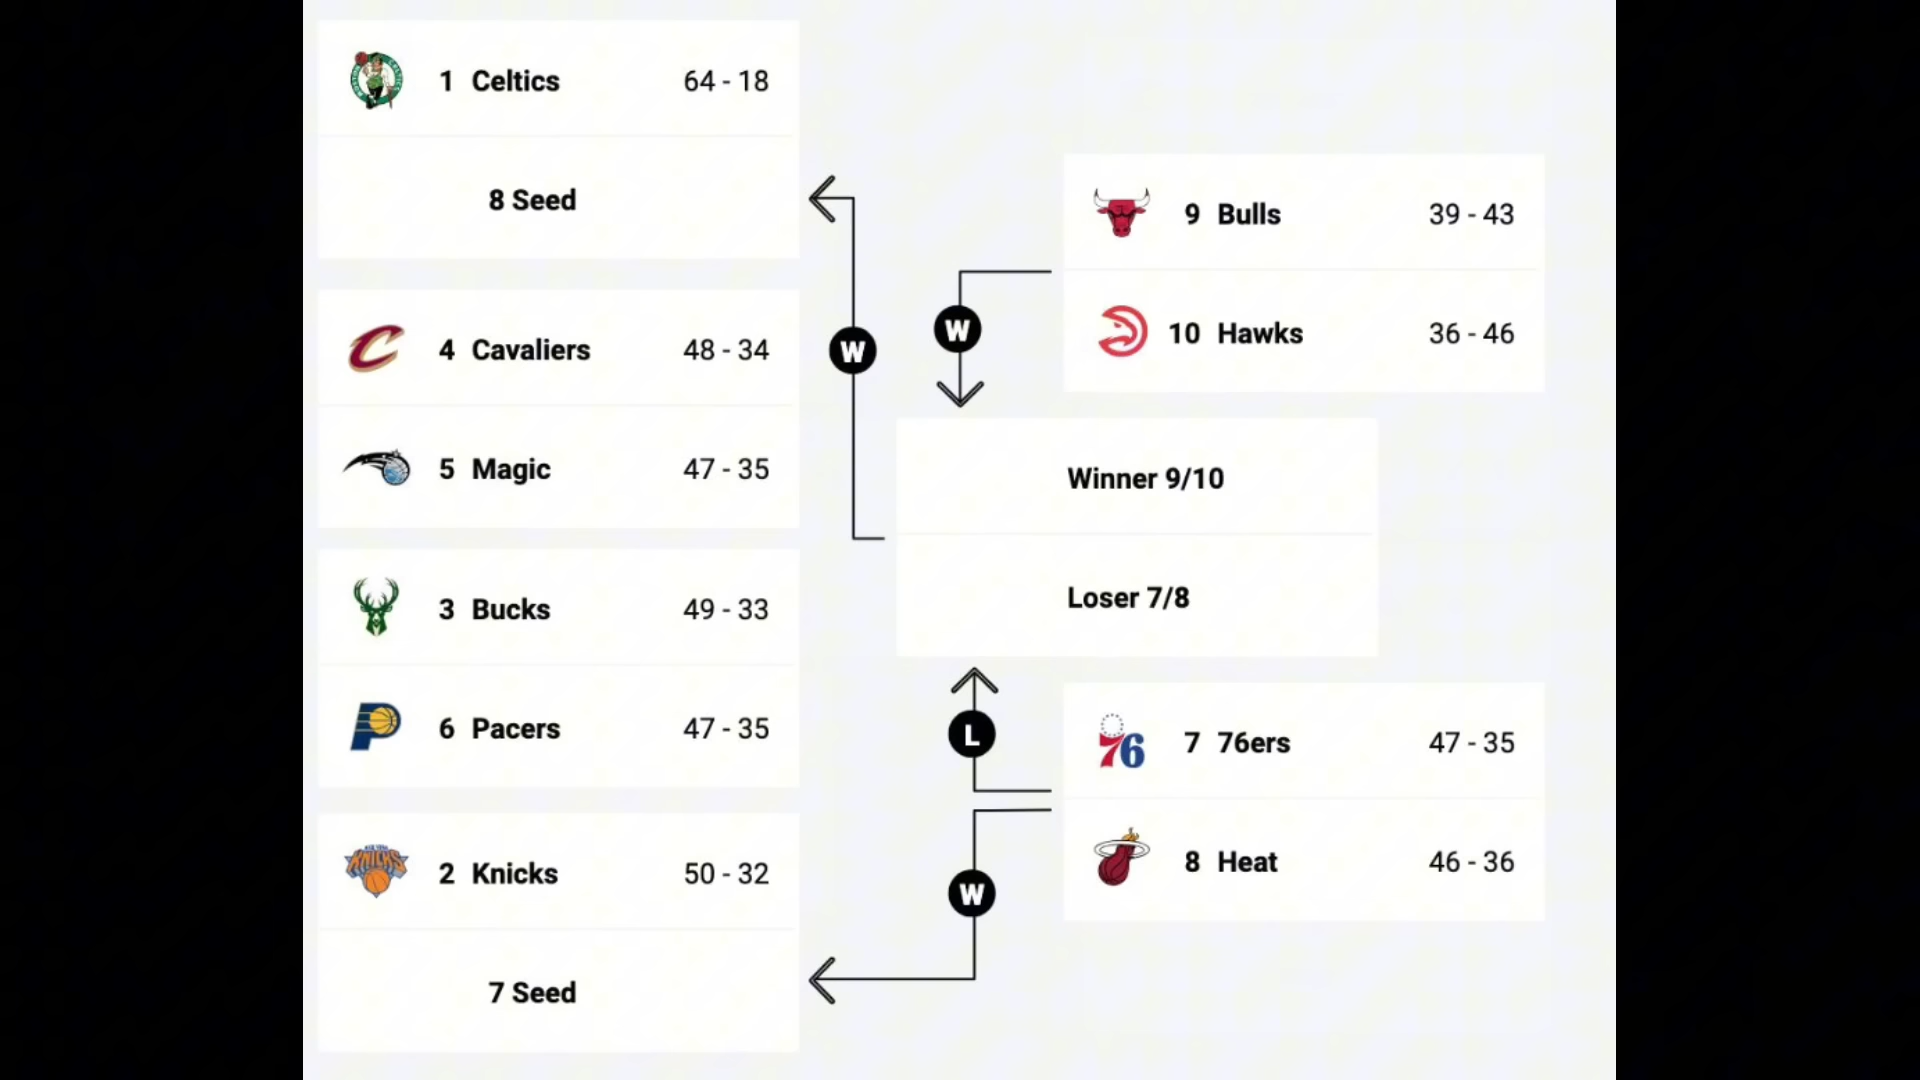 1 Celtics 64 - 18
8 Seed
4 Cavaliers 48 - 34
5 Magic 47 - 35
3 Bucks 49 - 33
6 Pacers 47 - 35
2 Knicks 50 - 32
7 Seed
W
W
9 Bulls 39 - 43
10 Hawks 36 - 46
Winner 9/10
Loser 7/8
L
W
76
7 76ers 47 - 35
8 Heat 46 - 36
KNICKS